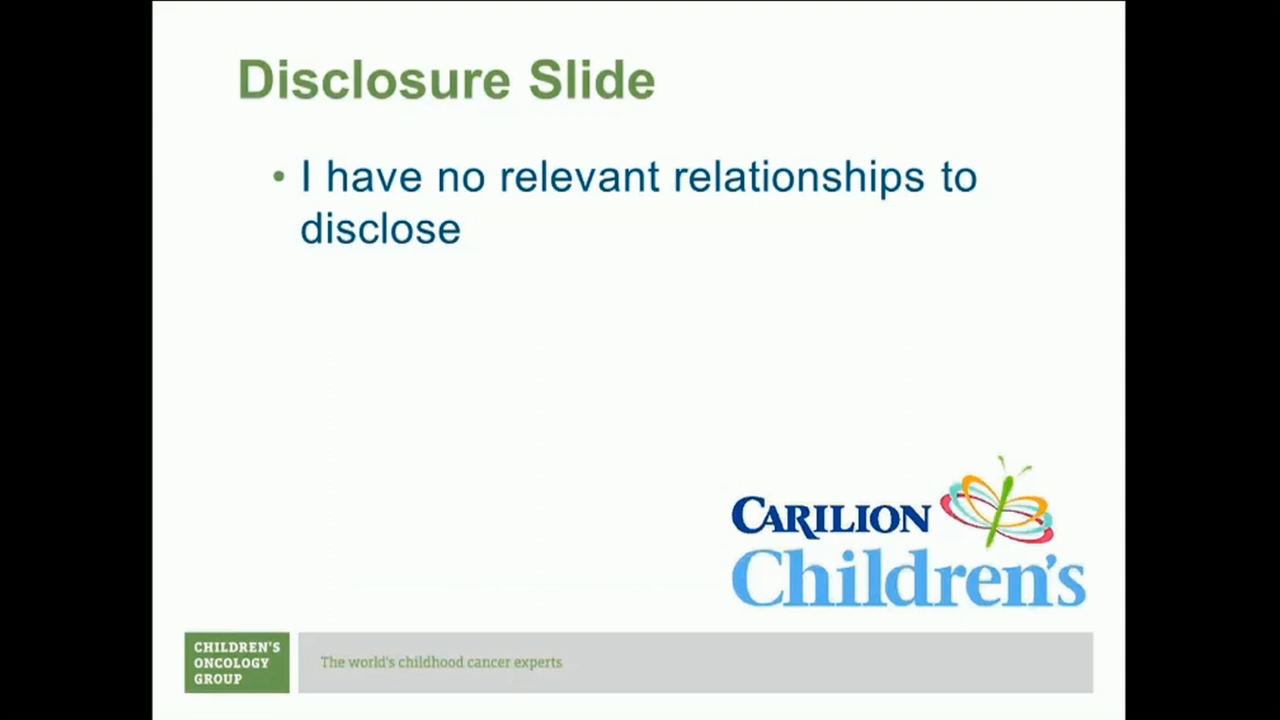 Disclosure Slide
• I have no relevant relationships to
disclose
CARILION
Children's
CHILDREN'S
ONCOLOGY
GROUP
The world's childhood cancer experts